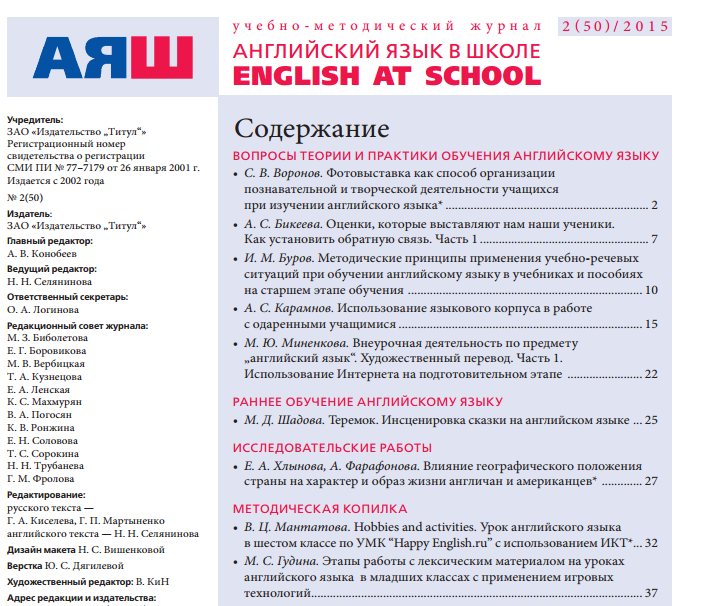 АЯШ
учебно-методический журнал 2(50)/2015
АНГЛИЙСКИЙ ЯЗЫК В ШКОЛЕ
ENGLISH AT SCHOOL
Учредитель:
ЗАО «Издательство „Титул“»
Регистрационный номер
свидетельства о регистрации
СМИ ПИ № 77–7179 от 26 января 2001 г.
Издается с 2002 года
№ 2(50)
Издатель:
ЗАО «Издательство „Титул“»
Главный редактор:
А. В. Конобеев
Ведущий редактор:
Н. Н. Селянинова
Ответственный секретарь:
О. А. Логинова
Редакционный совет журнала:
М. З. Биболетова
Е. Г. Боровикова
М. В. Вербицкая
Т. А. Кузнецова
Е. А. Ленская
К. С. Махмурян
В. А. Погосян
К. В. Ронжина
Е. Н. Соловова
Т. С. Сорокина
Н. Н. Трубанева
Г. М. Фролова
Редактирование:
русского текста —
Г. А. Киселева, Г. П. Мартыненко
английского текста — Н. Н. Селянинова
Дизайн макета Н. С. Вишенковой
Верстка Ю. С. Дягилевой
Художественный редактор: В. КиН
Адрес редакции и издательства:
Содержание
ВОПРОСЫ ТЕОРИИ И ПРАКТИКИ ОБУЧЕНИЯ АНГЛИЙСКОМУ ЯЗЫКУ
• С. В. Воронов. Фотовыставка как способ организации
познавательной и творческой деятельности учащихся
при изучении английского языка* ... 2
• А. С. Бикеева. Оценки, которые выставляют нам наши ученики.
Как установить обратную связь. Часть 1 ... 7
• И. М. Буров. Методические принципы применения учебно-речевых
ситуаций при обучении английскому языку в учебниках и пособиях
на старшем этапе обучения ... 10
• А. С. Карамнов. Использование языкового корпуса в работе
с одаренными учащимися ... 15
• М. Ю. Миненкова. Внеурочная деятельность по предмету
„английский язык“. Художественный перевод. Часть 1.
Использование Интернета на подготовительном этапе ... 22
РАННЕЕ ОБУЧЕНИЕ АНГЛИЙСКОМУ ЯЗЫКУ
• М. Д. Шадова. Теремок. Инсценировка сказки на английском языке ... 25
ИССЛЕДОВАТЕЛЬСКИЕ РАБОТЫ
• Е. А. Хлынова, А. Фарафонова. Влияние географического положения
страны на характер и образ жизни англичан и американцев* ... 27
МЕТОДИЧЕСКАЯ КОПИЛКА
• В. Ц. Мантатова. Hobbies and activities. Урок английского языка
в шестом классе по УМК “Happy English.ru” с использованием ИКТ*... 32
• М. С. Гудина. Этапы работы с лексическим материалом на уроках
английского языка в младших классах с применением игровых
технологий... 37